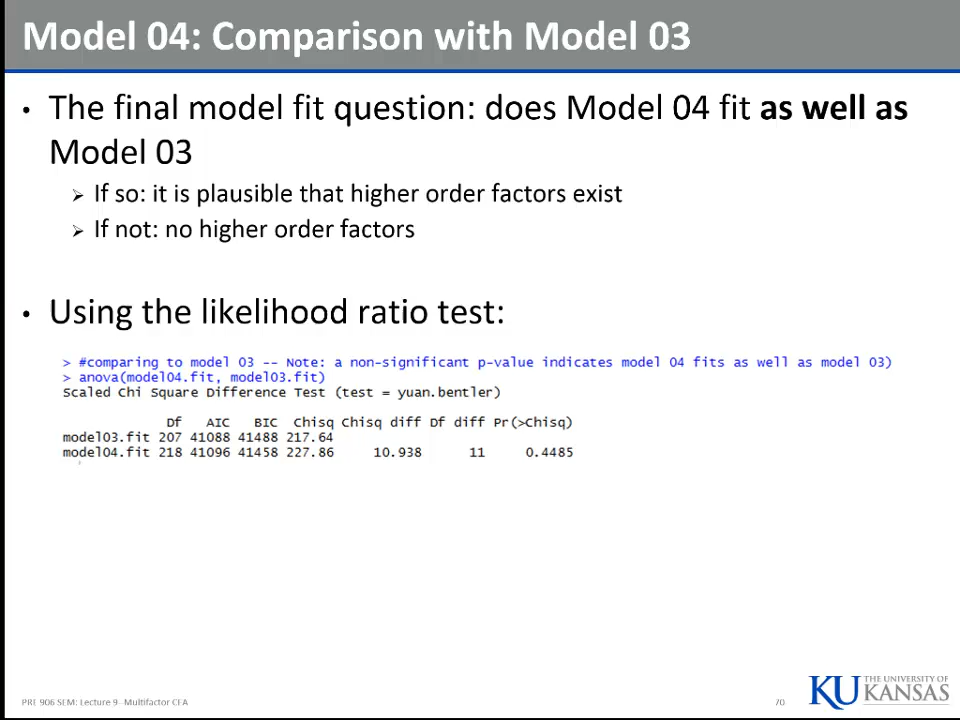 Model 04: Comparison with Model 03
• The final model fit question: does Model 04 fit as well as
Model 03
➢ If so: it is plausible that higher order factors exist
➢ If not: no higher order factors
• Using the likelihood ratio test:
> #comparing to model 03 -- Note: a non-significant p-value indicates model 04 fits as well as model 03)
> anova(model04.fit, model03.fit)
Scaled Chi Square Difference Test (test = yuan.bentler)
Df AIC BIC Chisq Chisq diff Df diff Pr(>Chisq)
model03.fit 207 41088 41488 217.64
model04.fit 218 41096 41458 227.86 10.938 11 0.4485
PRE 906 SEM: Lecture 9--Multifactor CFA
70
KU THE UNIVERSITY OF
KANSAS